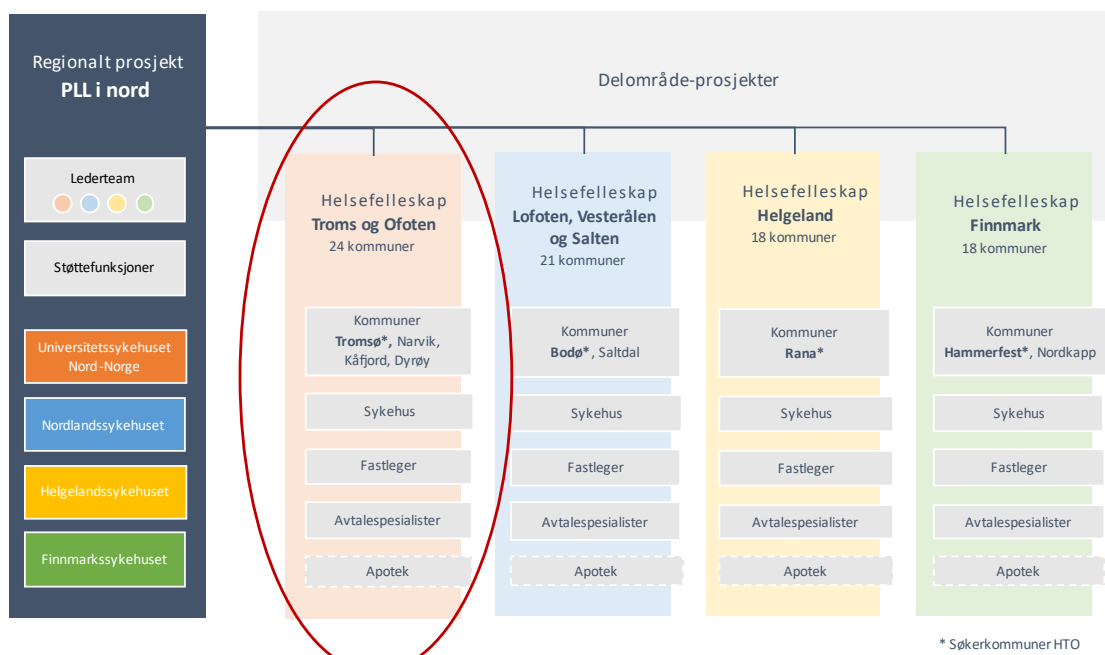 Regionalt prosjekt
PLL i nord
Lederteam
Støttefunksjoner
Universitetssykehuset
Nord-Norge
Nordlandssykehuset
Helgelandssykehuset
Finnmarkssykehuset
Delområde-prosjekter
Helsefelleskap
Troms og Ofoten
24 kommuner
Kommuner
Tromsø*, Narvik,
Kåfjord, Dyrøy
Sykehus
Fastleger
Avtalespesialister
Apotek
Helsefelleskap
Lofoten, Vesterålen
og Salten
21 kommuner
Kommuner
Bodø*, Saltdal
Sykehus
Fastleger
Avtalespesialister
Apotek
Helsefelleskap
Helgeland
18 kommuner
Kommuner
Rana*
Sykehus
Fastleger
Avtalespesialister
Apotek
Helsefelleskap
Finnmark
18 kommuner
Kommuner
Hammerfest*, Nordkapp
Sykehus
Fastleger
Avtalespesialister
Apotek
* Søkerkommuner HTO